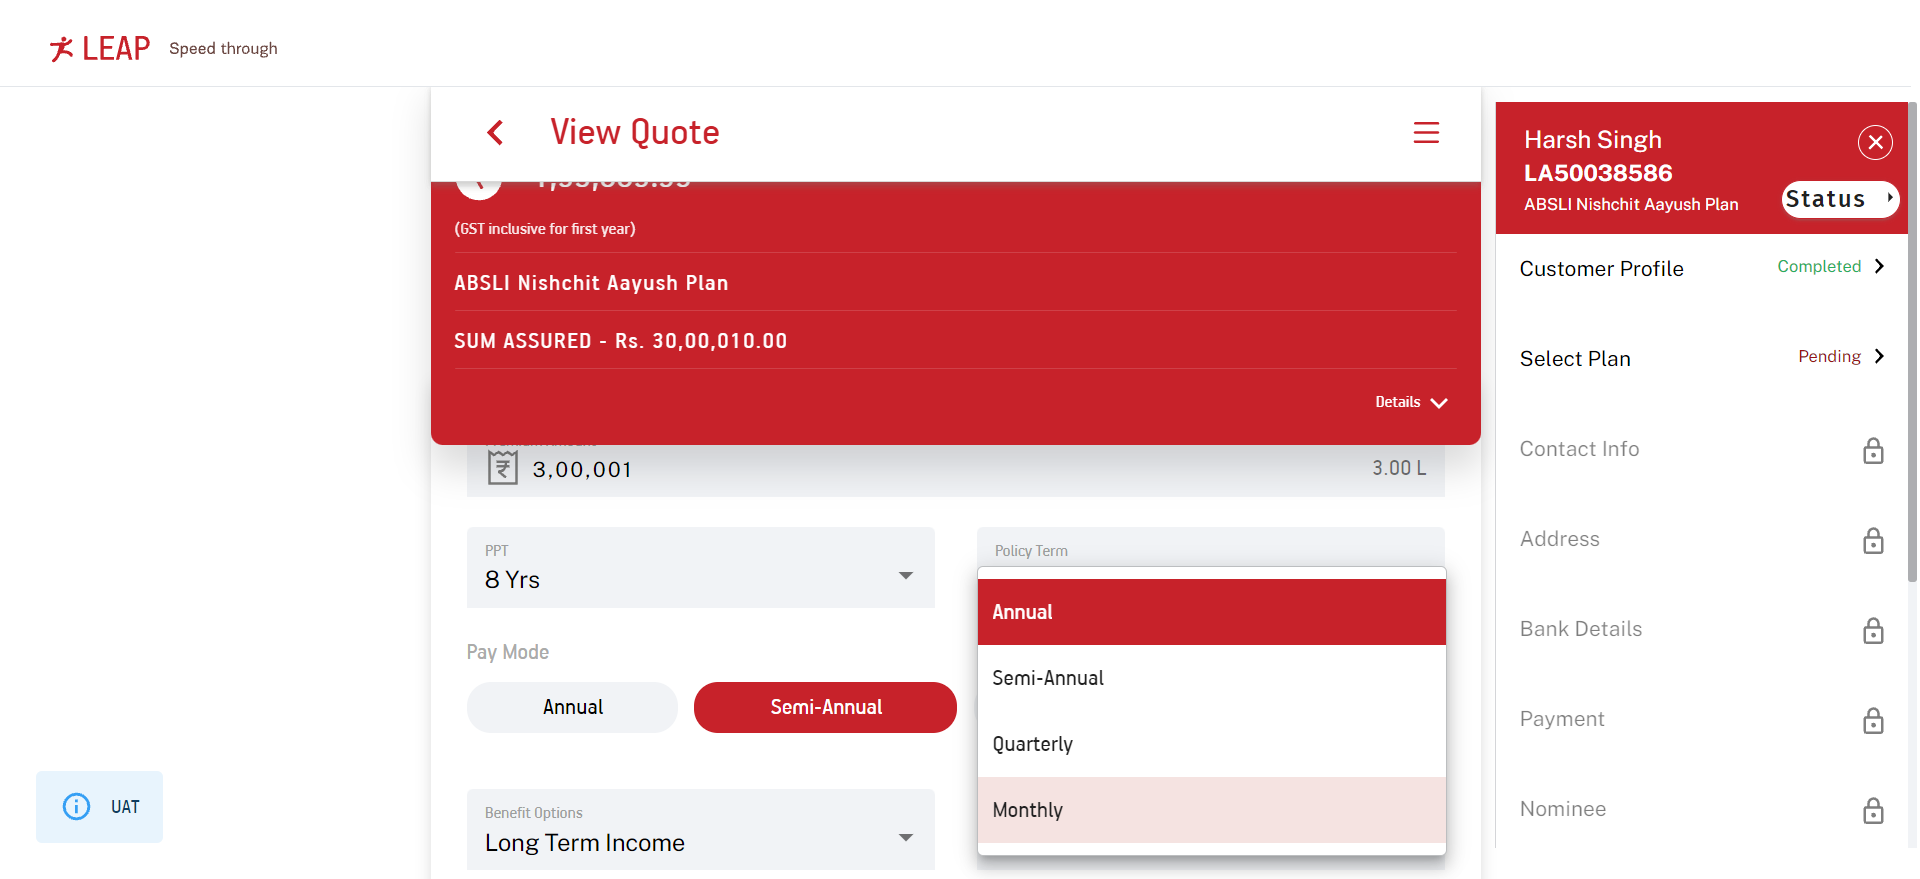 LEAP Speed through
View Quote
(GST inclusive for first year)
ABSLI Nishchit Aayush Plan
SUM ASSURED - Rs. 30,00,010.00
Details
3,00,001
3.00 L
PPT
8 Yrs
Policy Term
Annual
Semi-Annual
Quarterly
Monthly
Pay Mode
Annual
Semi-Annual
Benefit Options
Long Term Income
UAT
Harsh Singh
LA50038586
ABSLI Nishchit Aayush Plan
Status
Customer Profile Completed
Select Plan Pending
Contact Info
Address
Bank Details
Payment
Nominee